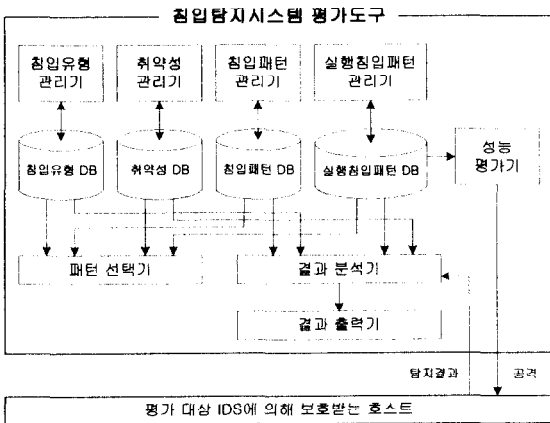 침입탐지시스템 평가도구
침입유형
관리기
취약성
관리기
침입패턴
관리기
실행침입패턴
관리기
침입유형 DB
취약성 DB
침입패턴 DB
실행침입패턴 DB
성능
평가기
패턴 선택기
결과 분석기
결과 출력기
탐지결과
공격
평가 대상 IDS에 의해 보호받는 호스트